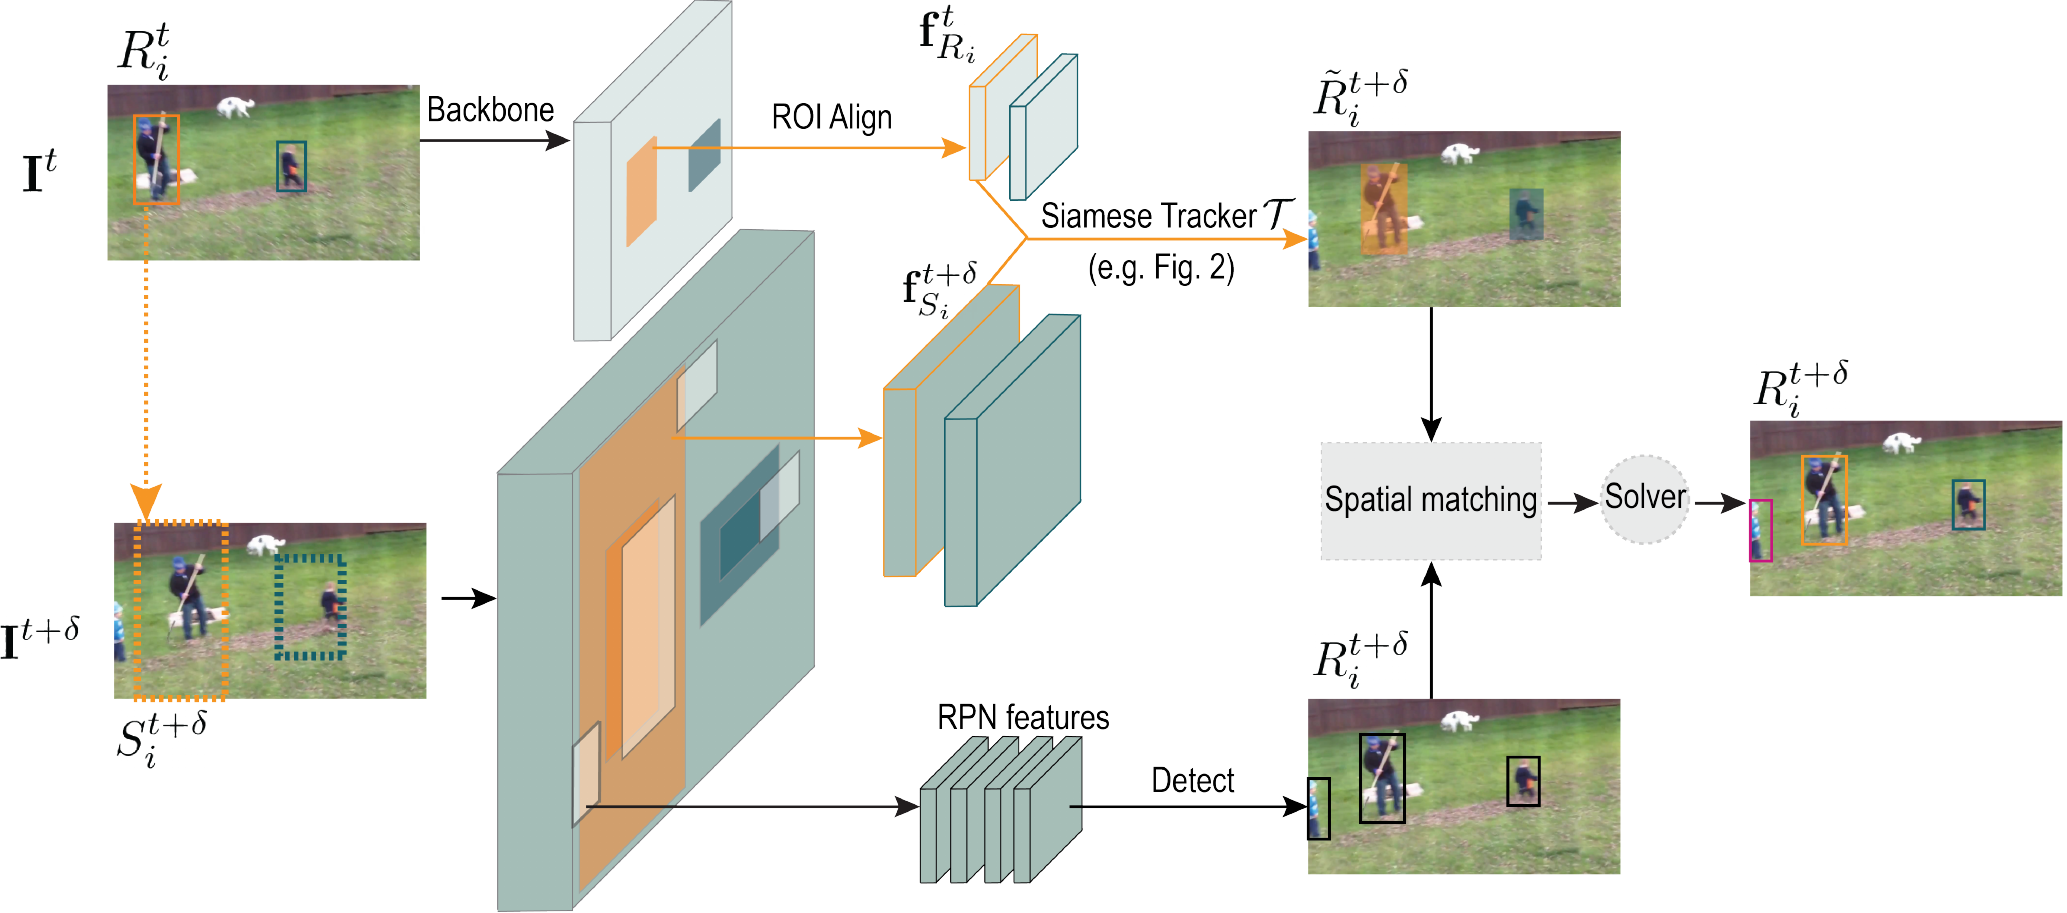 $R_i^t$
$\mathbf{I}^t$
Backbone
ROI Align
$\mathbf{f}_{R_i}^t$
Siamese Tracker $\mathcal{T}$
(e.g. Fig. 2)
$\tilde{R}_i^{t+\delta}$
$\mathbf{f}_{S_i}^{t+\delta}$
$R_i^{t+\delta}$
Spatial matching
Solver
$\mathbf{I}^{t+\delta}$
$S_i^{t+\delta}$
RPN features
Detect
$R_i^{t+\delta}$